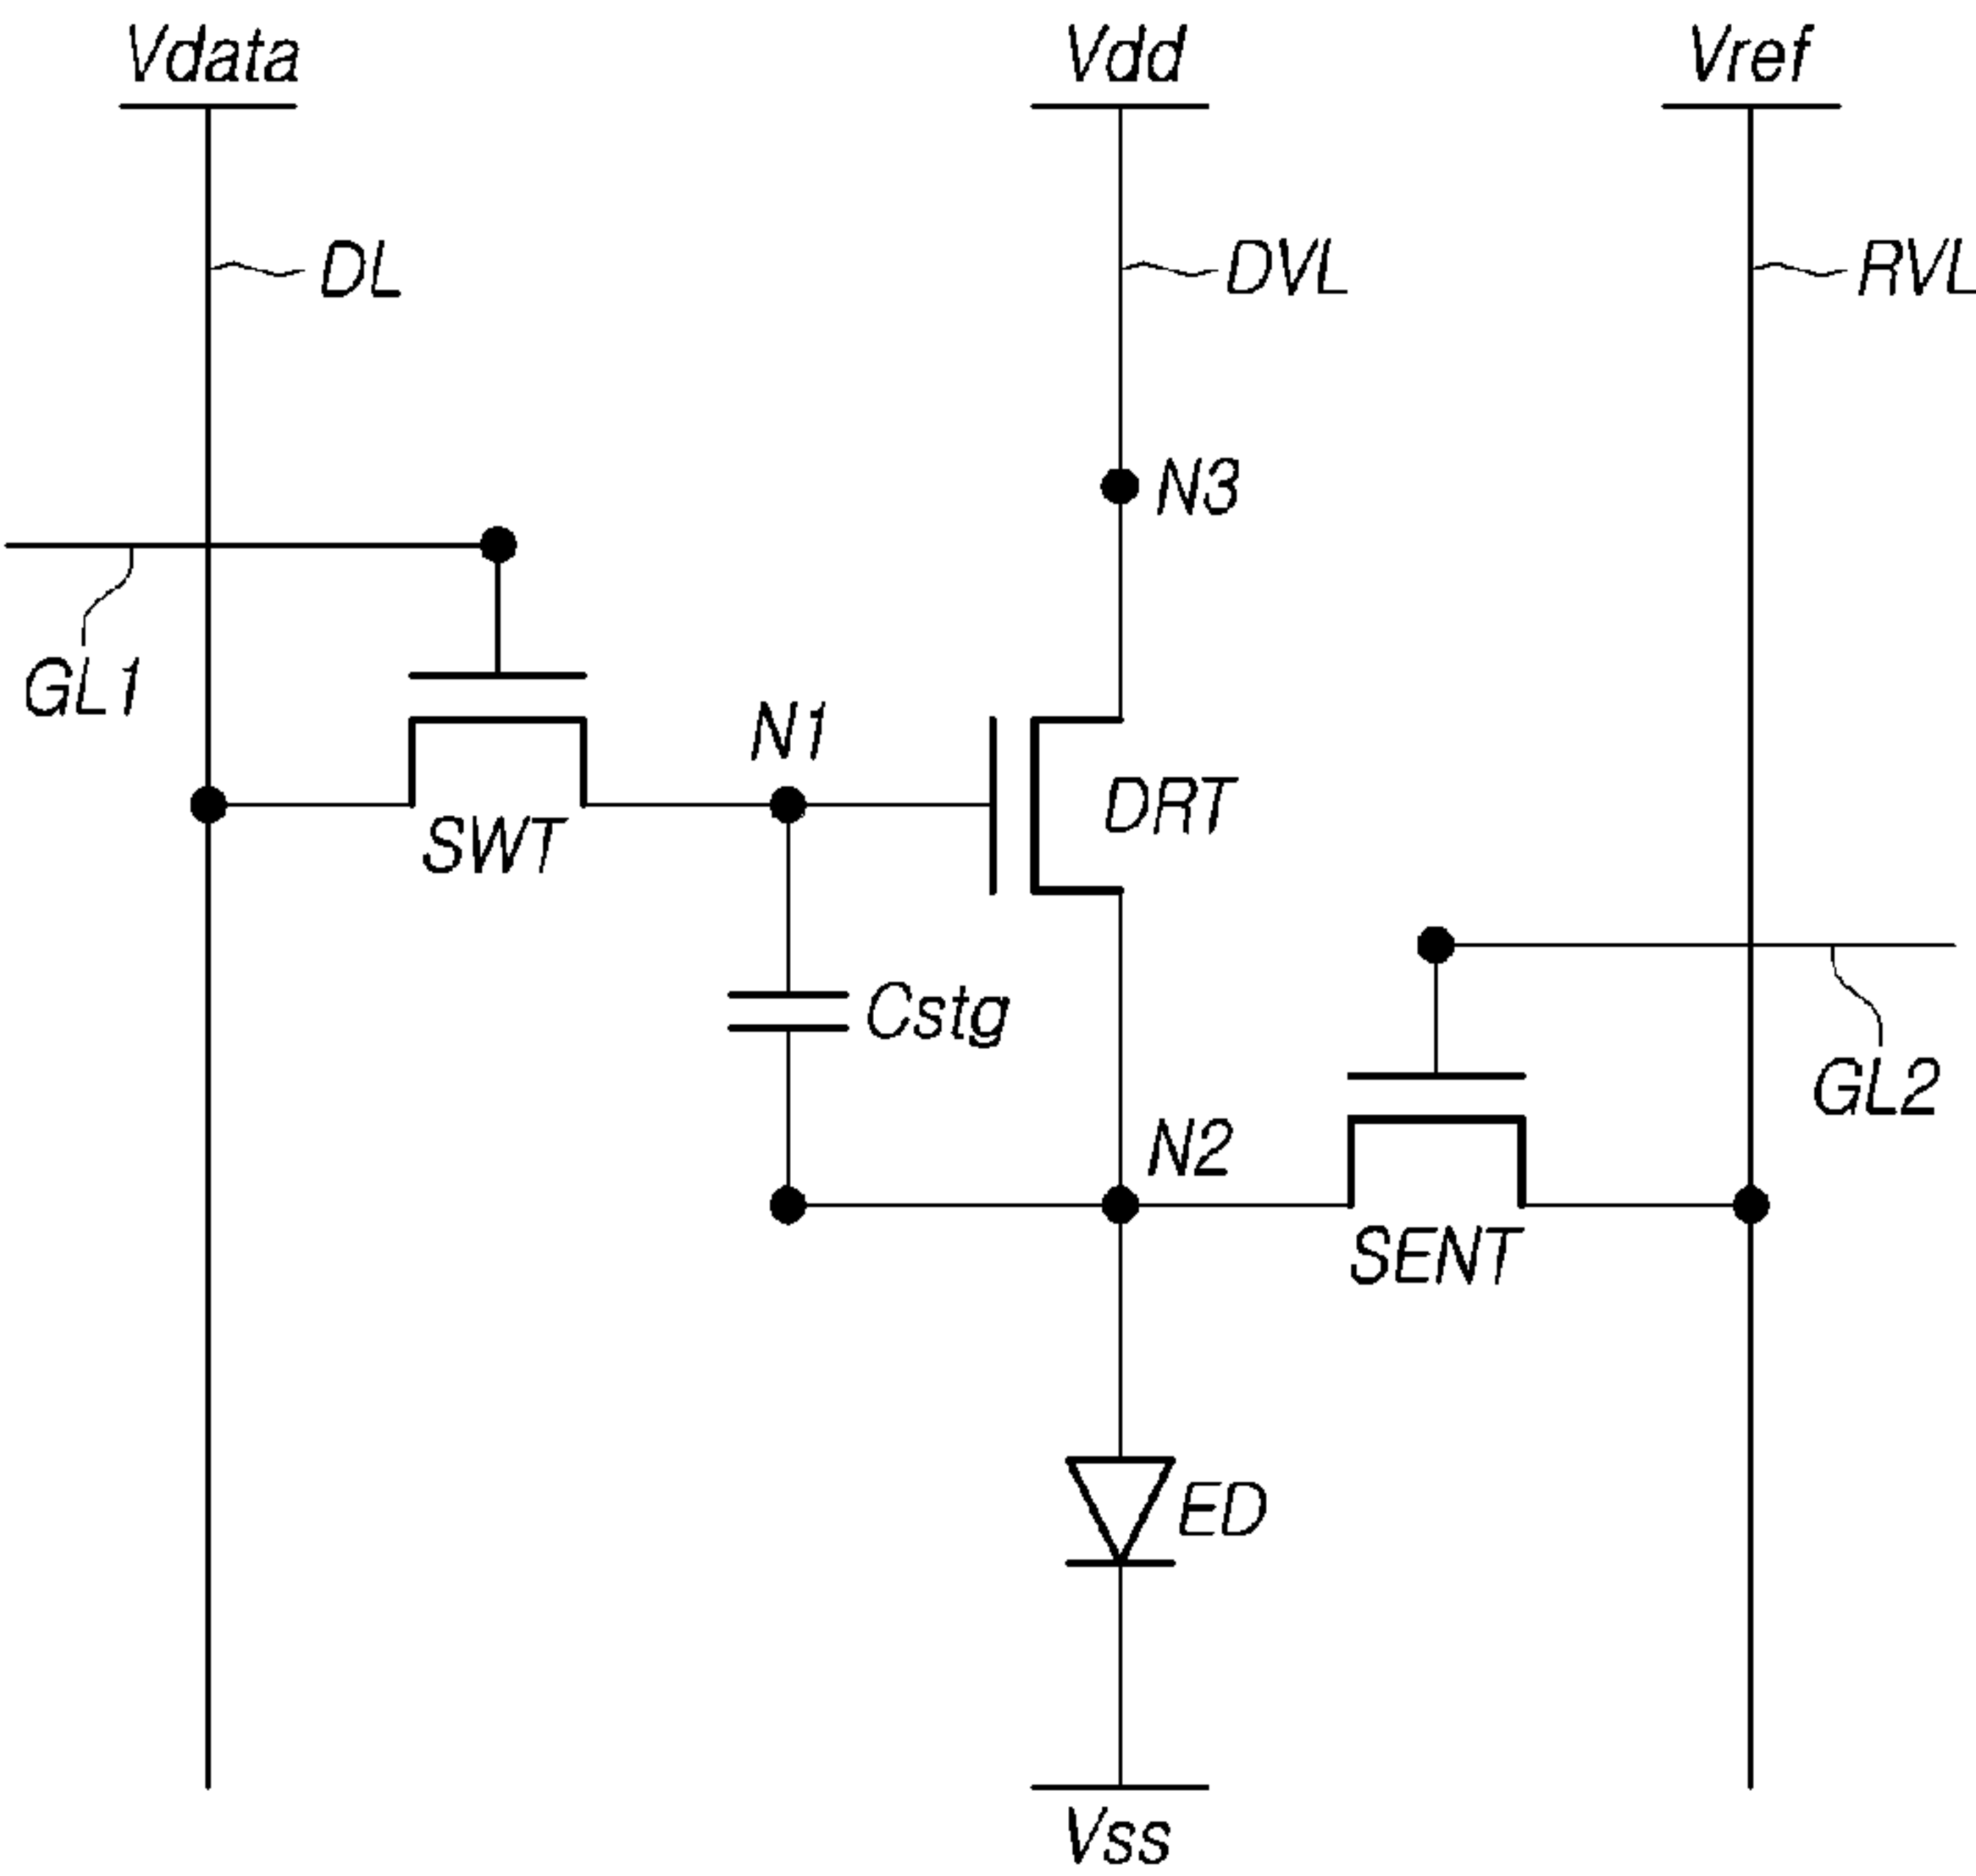 Vdata
Vdd
Vref
DL
DVL
RVL
N3
GL1
N1
DRT
SWT
Cstg
GL2
N2
SENT
ED
Vss